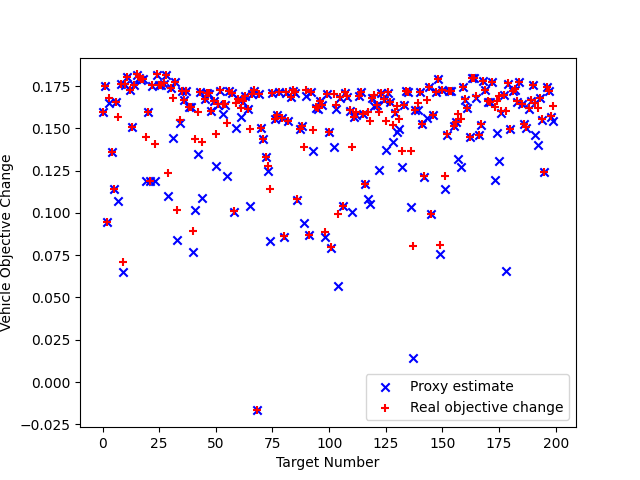 0.175
0.150
0.125
0.100
0.075
0.050
0.025
0.000
−0.025
Vehicle Objective Change
0 25 50 75 100 125 150 175 200
Target Number
Proxy estimate
Real objective change